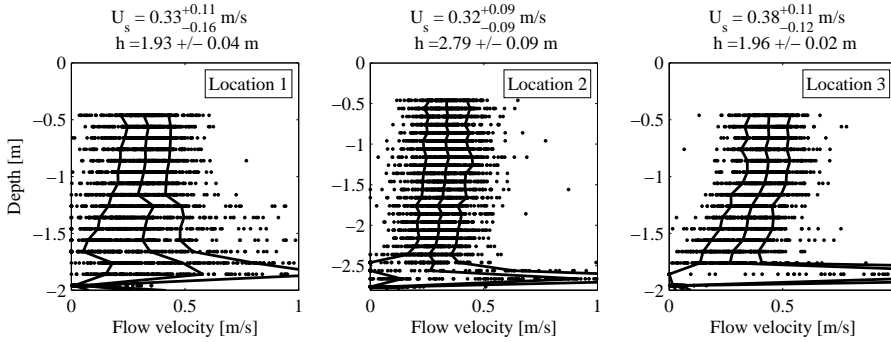 U_s = 0.33 +0.11 −0.16 m/s
h =1.93 +/− 0.04 m
Location 1
0
−0.5
−1
−1.5
−2
Depth [m]
0
0.5
1
Flow velocity [m/s]
U_s = 0.32 +0.09 −0.09 m/s
h =2.79 +/− 0.09 m
Location 2
0
−0.5
−1
−1.5
−2
−2.5
0
0.5
1
Flow velocity [m/s]
U_s = 0.38 +0.11 −0.12 m/s
h =1.96 +/− 0.02 m
Location 3
0
−0.5
−1
−1.5
−2
0
0.5
Flow velocity [m/s]